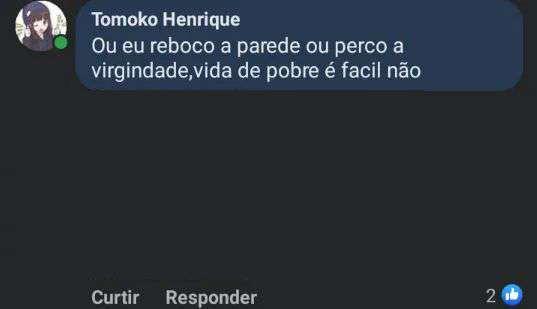 Tomoko Henrique
Ou eu reboco a parede ou perco a
virgindade,vida de pobre é facil não
Curtir Responder
2